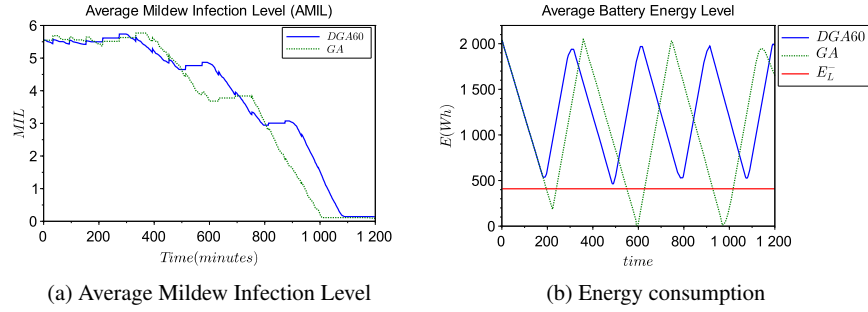 Average Mildew Infection Level (AMIL)
6
5
4
3
2
1
0
MIL
0 200 400 600 800 1 000 1 200
Time(minutes)
DGA60
GA
(a) Average Mildew Infection Level
Average Battery Energy Level
2 000
1 500
1 000
500
0
E(Wh)
0 200 400 600 800 1 000 1 200
time
DGA60
GA
E_L^-
(b) Energy consumption